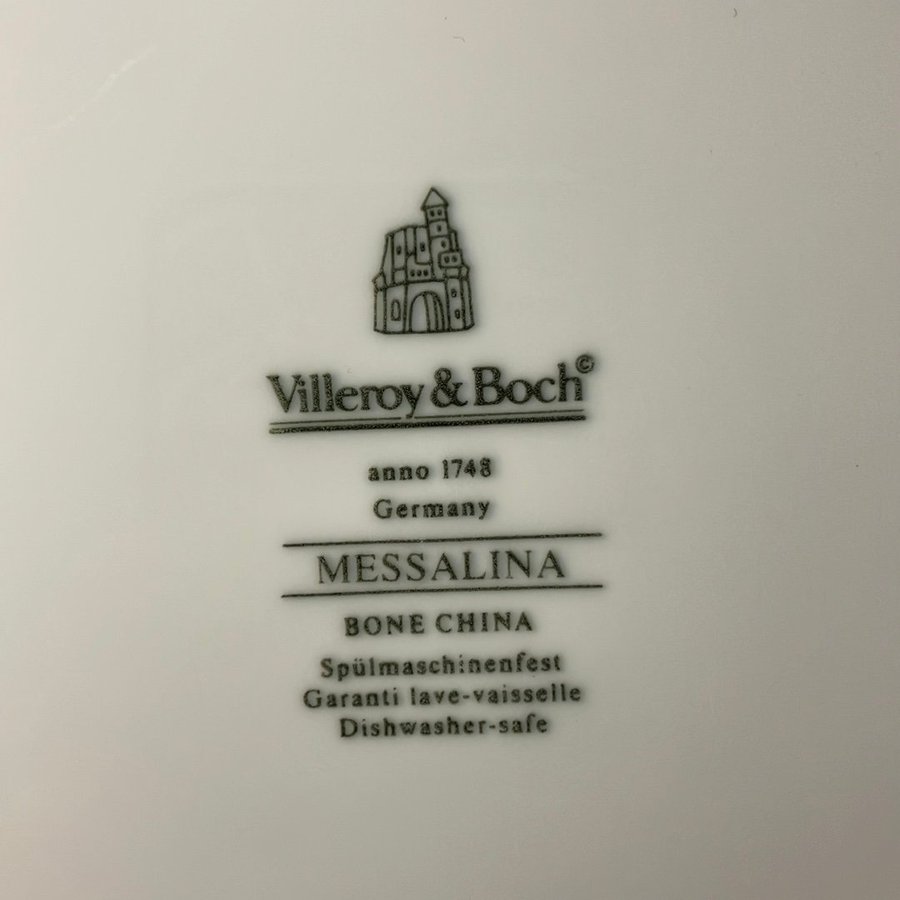 Villeroy & Boch©
anno 1748
Germany
MESSALINA
BONE CHINA
Spülmaschinenfest
Garanti lave-vaisselle
Dishwasher-safe